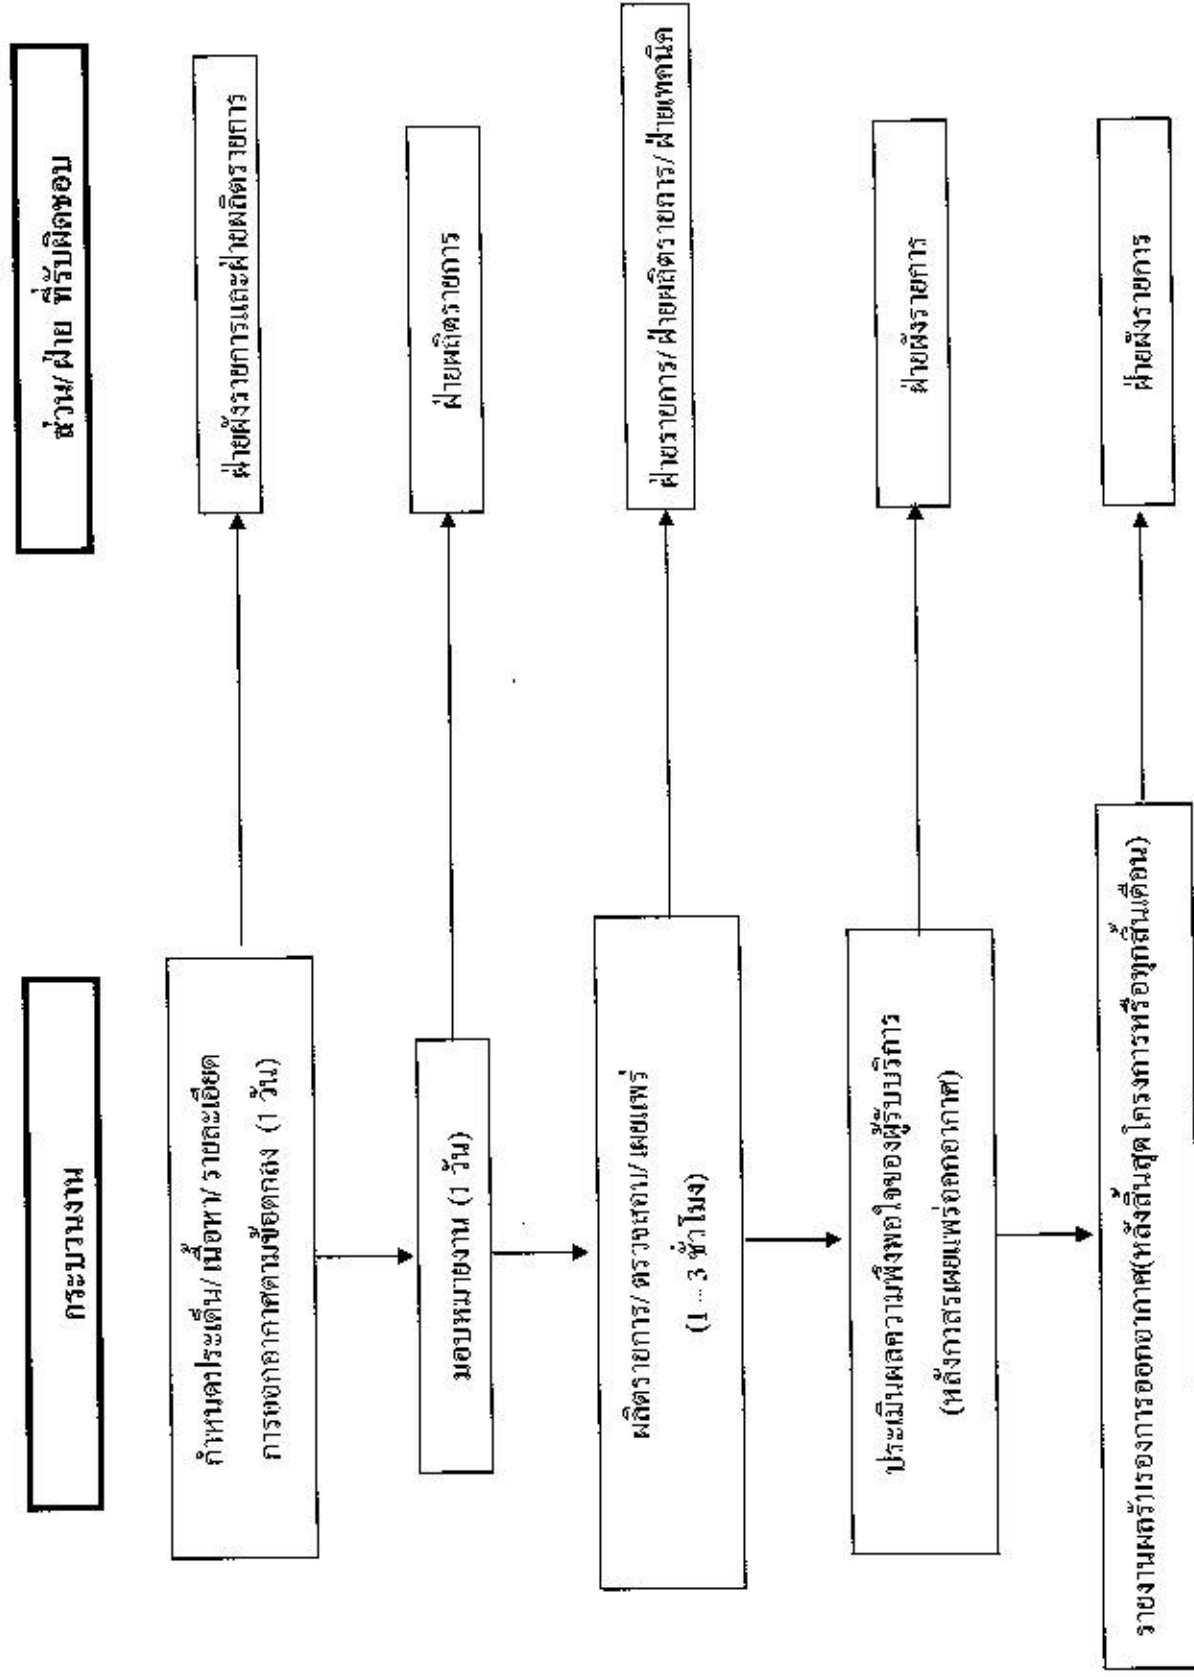 กระบวนงาน
ส่วน/ฝ่าย ที่รับผิดชอบ
กำหนดประเด็น/เนื้อหา/รายละเอียด
การออกอากาศตามข้อตกลง (1 วัน)
ฝ่ายผังรายการและฝ่ายผลิตรายการ
มอบหมายงาน (1 วัน)
ฝ่ายผลิตรายการ
ผลิตรายการ/ตรวจสอบ/เผยแพร่
(1 – 3 ชั่วโมง)
ฝ่ายรายการ/ฝ่ายผลิตรายการ/ฝ่ายเทคนิค
ประเมินผลความพึงพอใจของผู้รับบริการ
(หลังการเผยแพร่ออกอากาศ)
ฝ่ายผังรายการ
รายงานผลสำเร็จการออกอากาศ(หลังสิ้นสุดโครงการหรือทุกสิ้นเดือน)
ฝ่ายผังรายการ